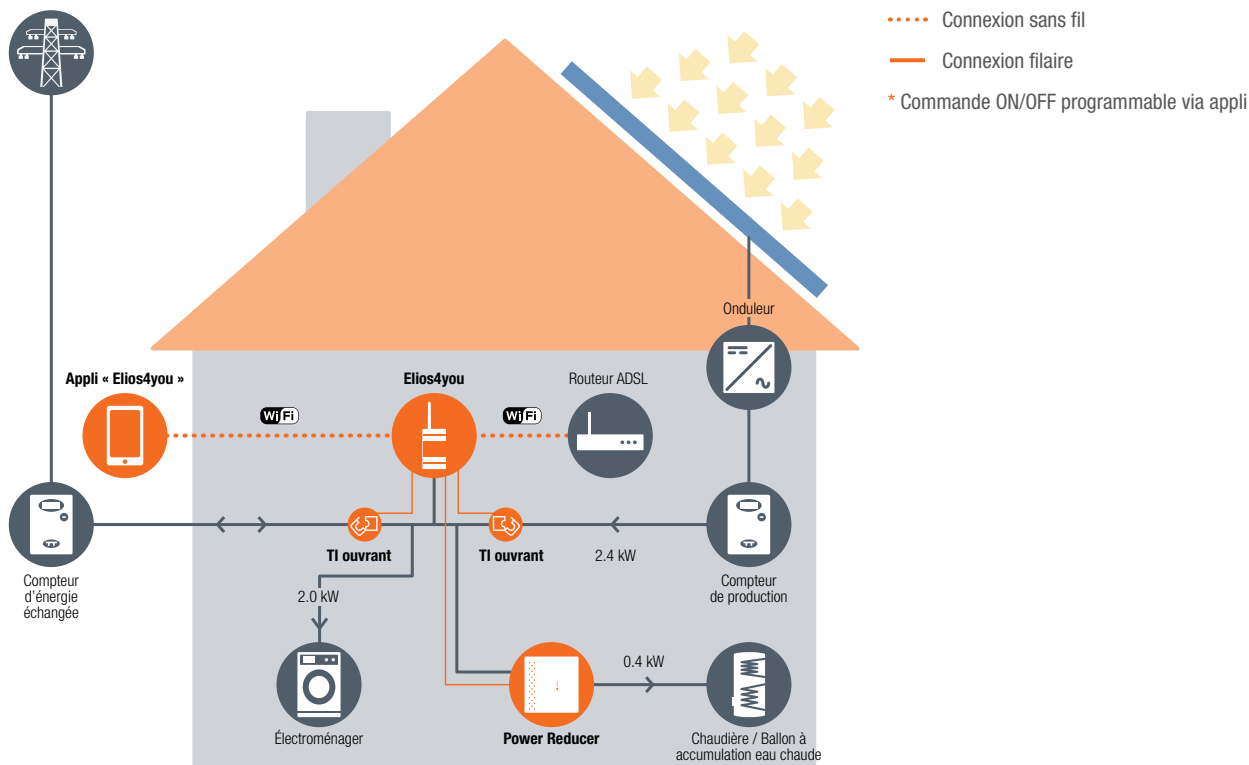 Connexion sans fil
Connexion filaire
* Commande ON/OFF programmable via appli
Onduleur
Appli « Elios4you »
Elios4you
Routeur ADSL
WiFi
WiFi
TI ouvrant
TI ouvrant
2.4 kW
Compteur
d'énergie
échangée
Compteur
de production
2.0 kW
0.4 kW
Électroménager
Power Reducer
Chaudière / Ballon à
accumulation eau chaude